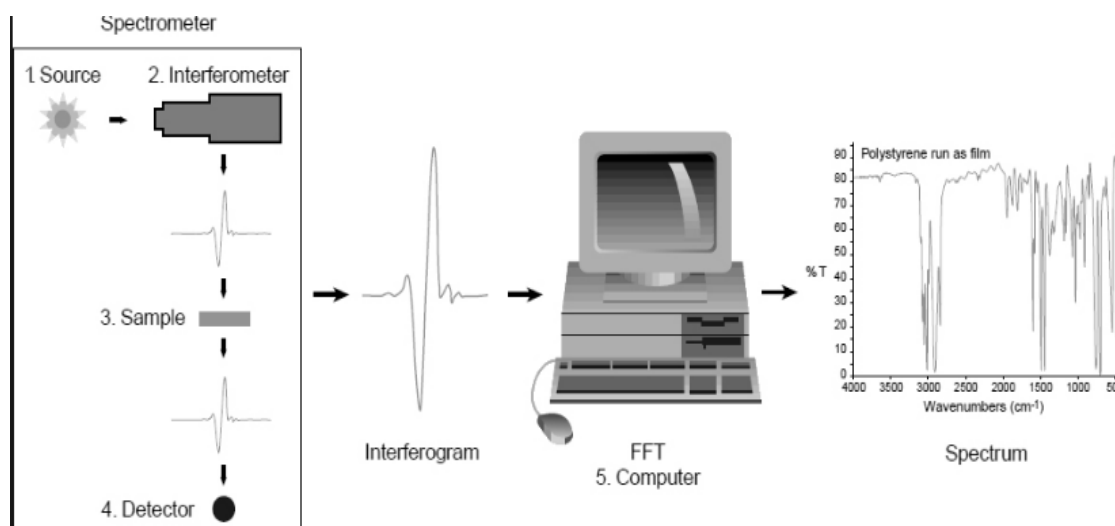 Spectrometer
1. Source
2. Interferometer
3. Sample
4. Detector
Interferogram
FFT
5. Computer
Polystyrene run as film
90
80
70
60
50
%T
40
30
20
10
0
4000 3500 3000 2500 2000 1500 1000 500
Wavenumbers (cm-1)
Spectrum